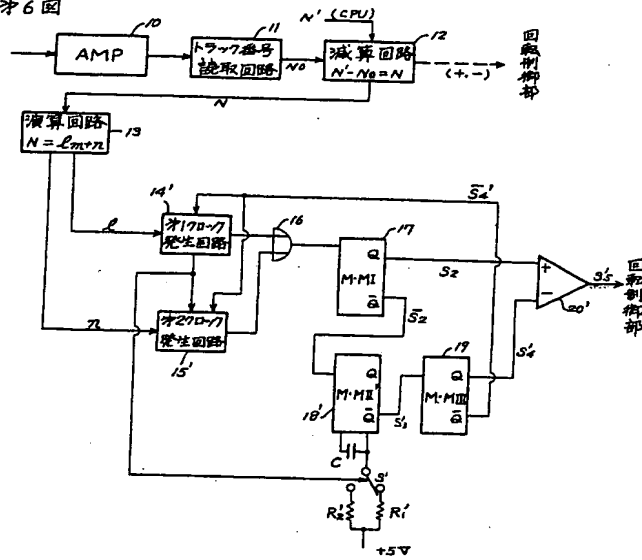 第6図
10
11
N' (CPU)
12
AMP
トラック番号
読取回路
N0
減算回路
N'-N0=N
(+,-)
回転制御部
N
演算回路
N=lm+n
13
14'
S̄4'
l
第1クロック
発生回路
16
17
M・MI
Q
Q̄
S2
S̄2
+
−
20'
S'5
回転制御部
n
第2クロック
発生回路
15'
19
Q
Q̄
M・MII'
18'
S'3
M・MIII
Q
Q̄
S'4
C
S'
R2'
R1'
+5V